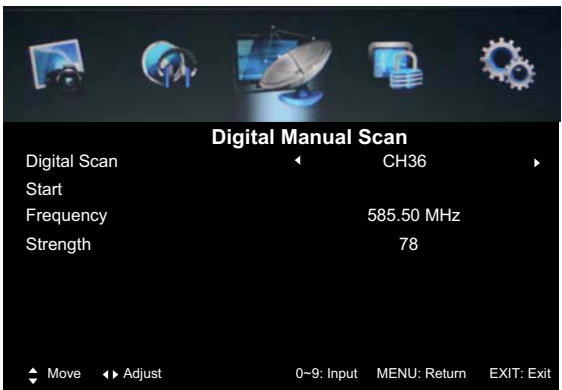 Digital Manual Scan
Digital Scan CH36
Start
Frequency 585.50 MHz
Strength 78
Move Adjust 0~9: Input MENU: Return EXIT: Exit